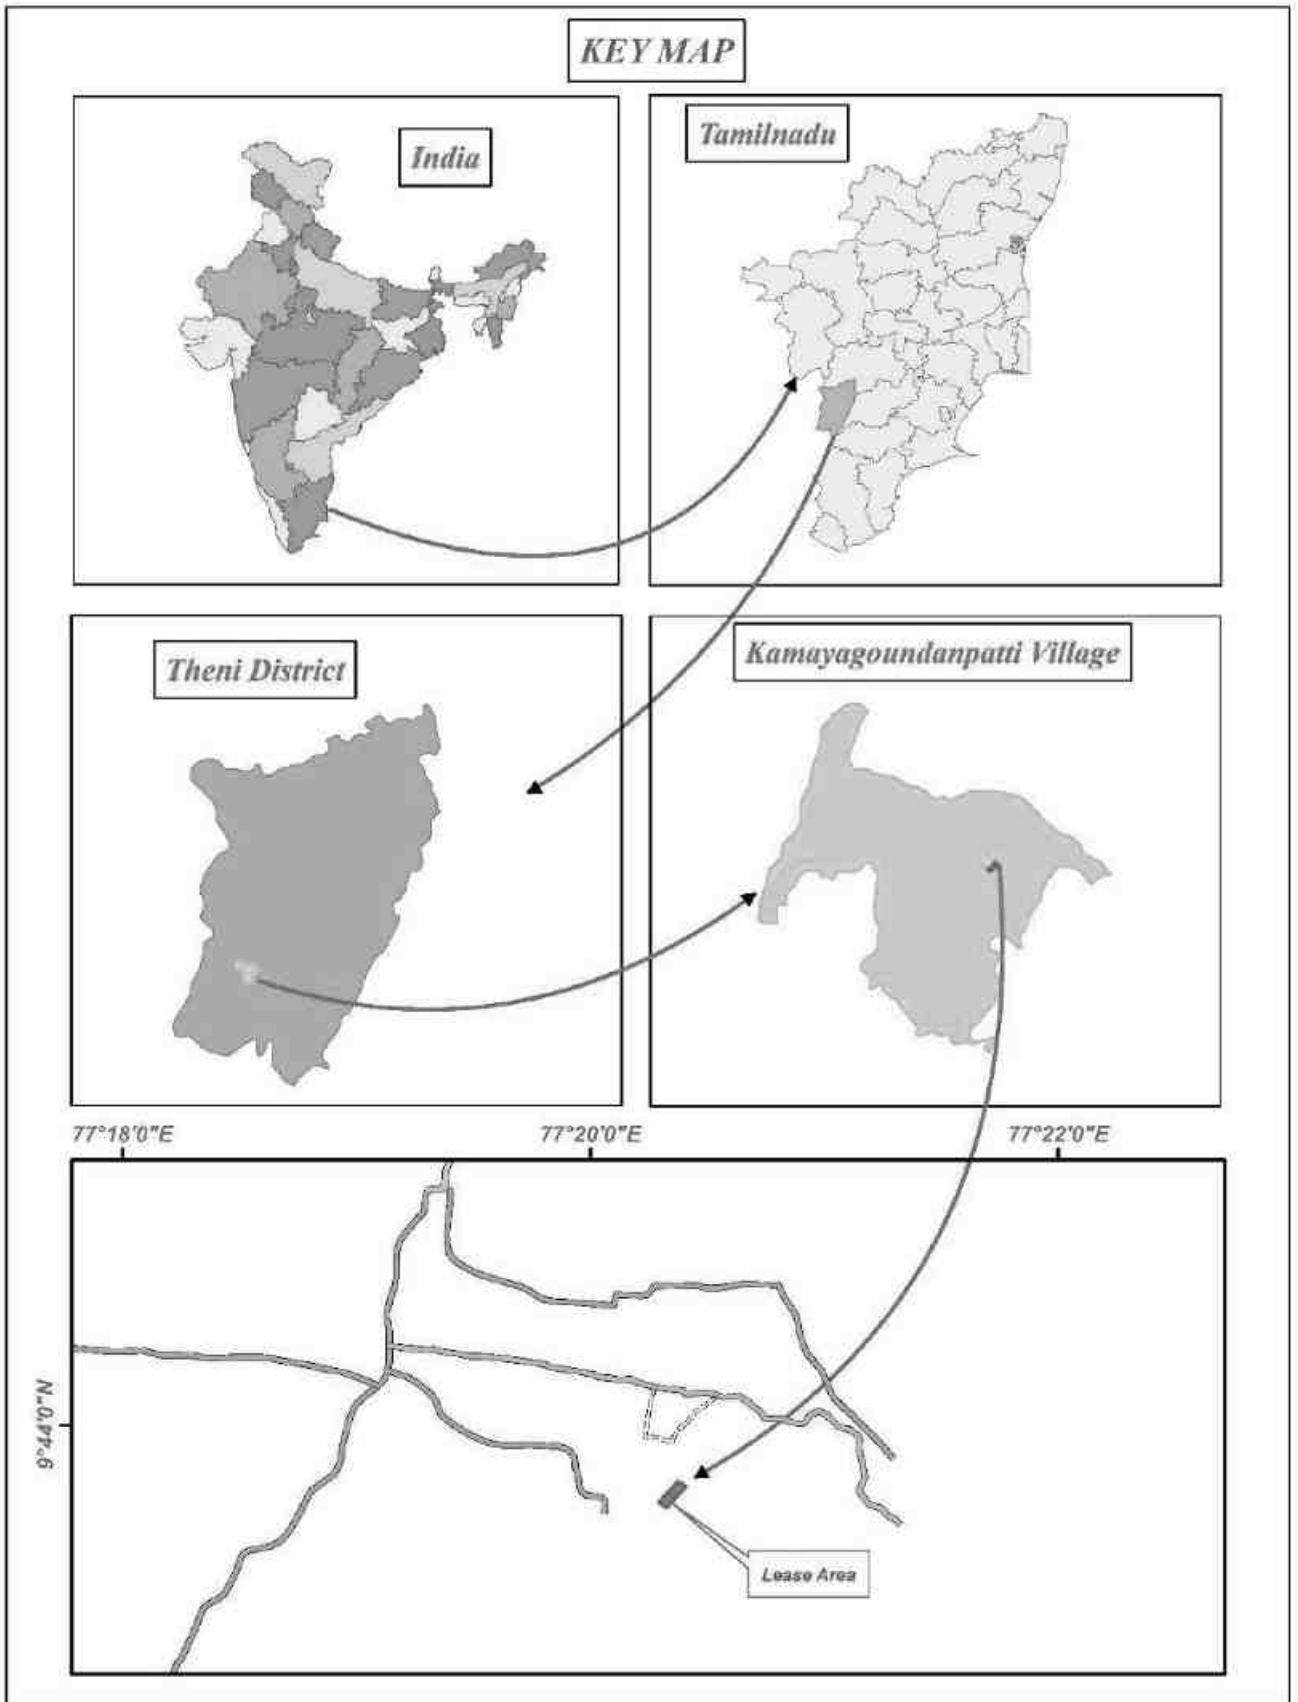 KEY MAP
India
Tamilnadu
Theni District
Kamayagoundanpatti Village
77°18'0"E
77°20'0"E
77°22'0"E
9°44'0"N
Lease Area